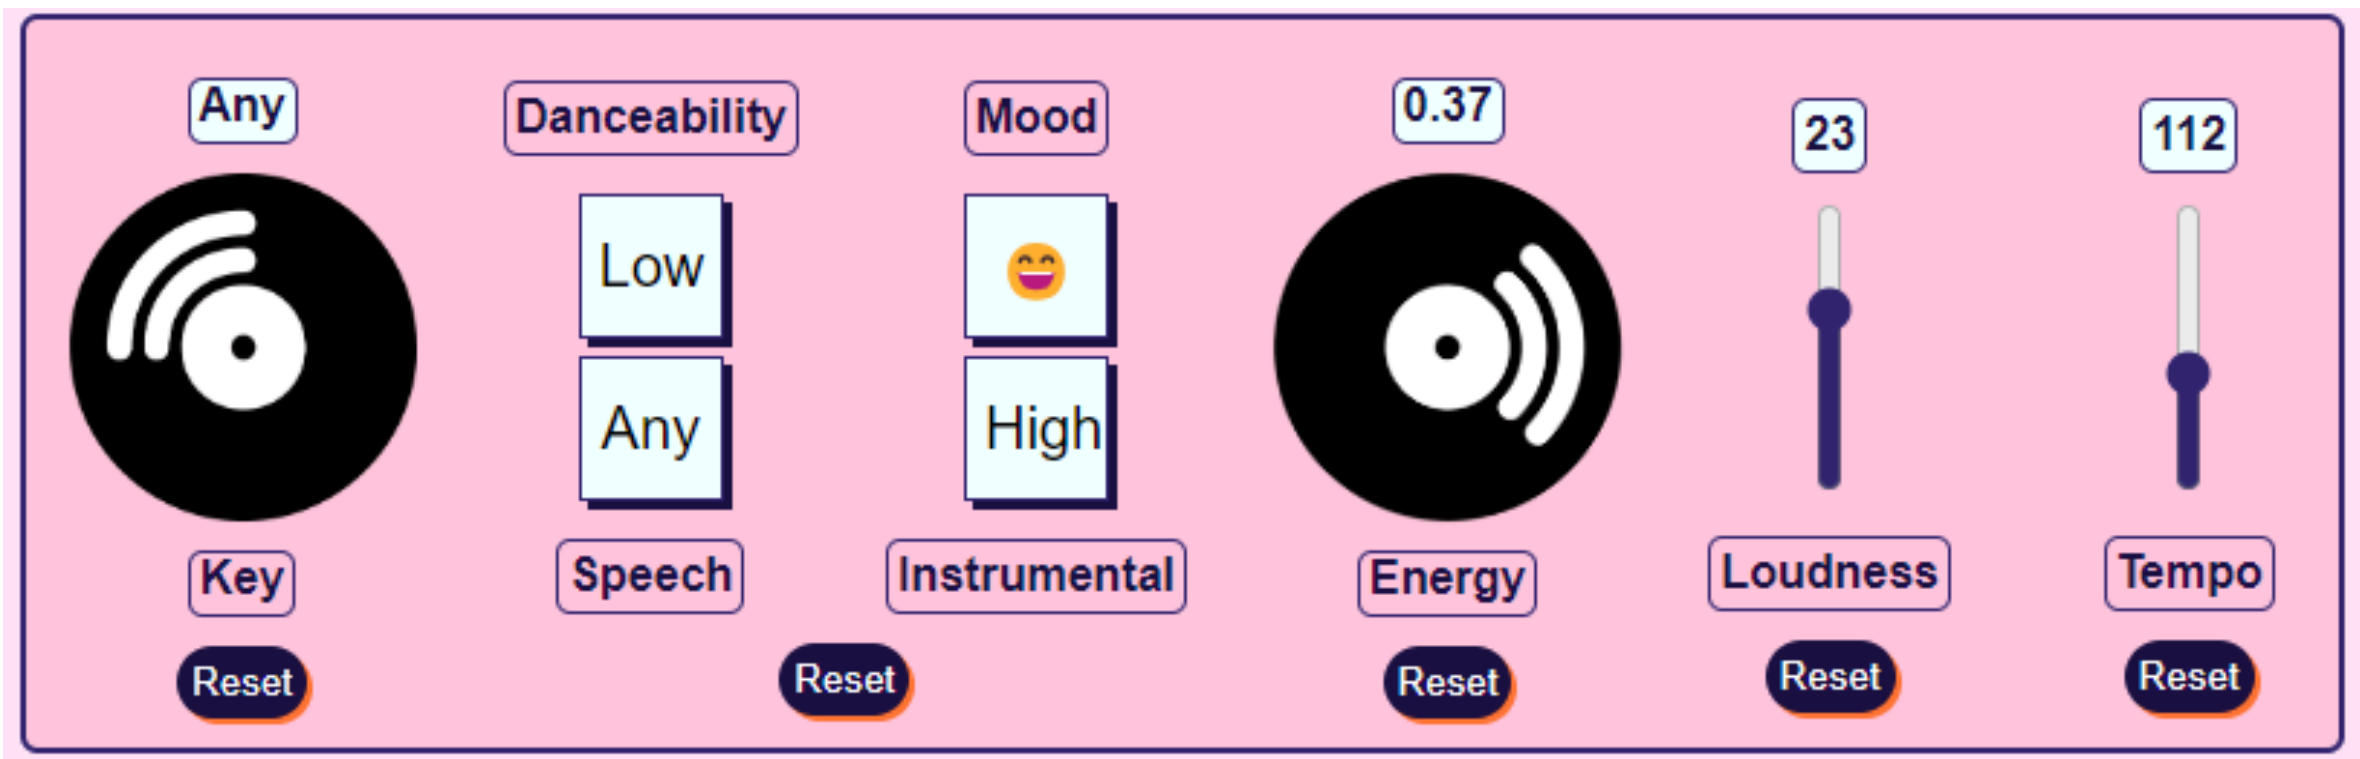 Any
Key
Reset
Danceability
Low
Any
Speech
Mood
High
Instrumental
Reset
0.37
Energy
Reset
23
Loudness
Reset
112
Tempo
Reset